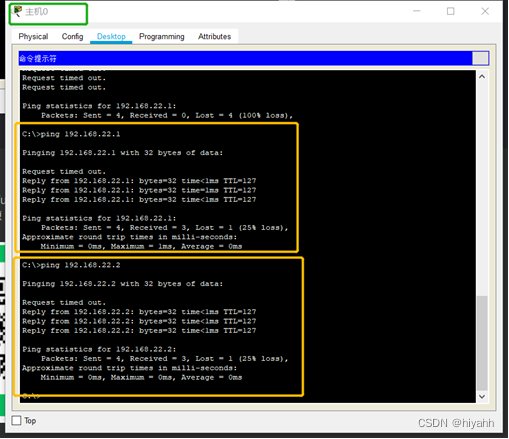 主机0
Physical Config Desktop Programming Attributes
命令提示符
Request timed out.
Request timed out.
Ping statistics for 192.168.22.1:
Packets: Sent = 4, Received = 0, Lost = 4 (100% loss),
C:\>ping 192.168.22.1
Pinging 192.168.22.1 with 32 bytes of data:
Request timed out.
Reply from 192.168.22.1: bytes=32 time<1ms TTL=127
Reply from 192.168.22.1: bytes=32 time=1ms TTL=127
Reply from 192.168.22.1: bytes=32 time<1ms TTL=127
Ping statistics for 192.168.22.1:
Packets: Sent = 4, Received = 3, Lost = 1 (25% loss),
Approximate round trip times in milli-seconds:
Minimum = 0ms, Maximum = 1ms, Average = 0ms
C:\>ping 192.168.22.2
Pinging 192.168.22.2 with 32 bytes of data:
Request timed out.
Reply from 192.168.22.2: bytes=32 time<1ms TTL=127
Reply from 192.168.22.2: bytes=32 time<1ms TTL=127
Reply from 192.168.22.2: bytes=32 time<1ms TTL=127
Ping statistics for 192.168.22.2:
Packets: Sent = 4, Received = 3, Lost = 1 (25% loss),
Approximate round trip times in milli-seconds:
Minimum = 0ms, Maximum = 0ms, Average = 0ms
C:\>
Top
CSDN @hiyahh